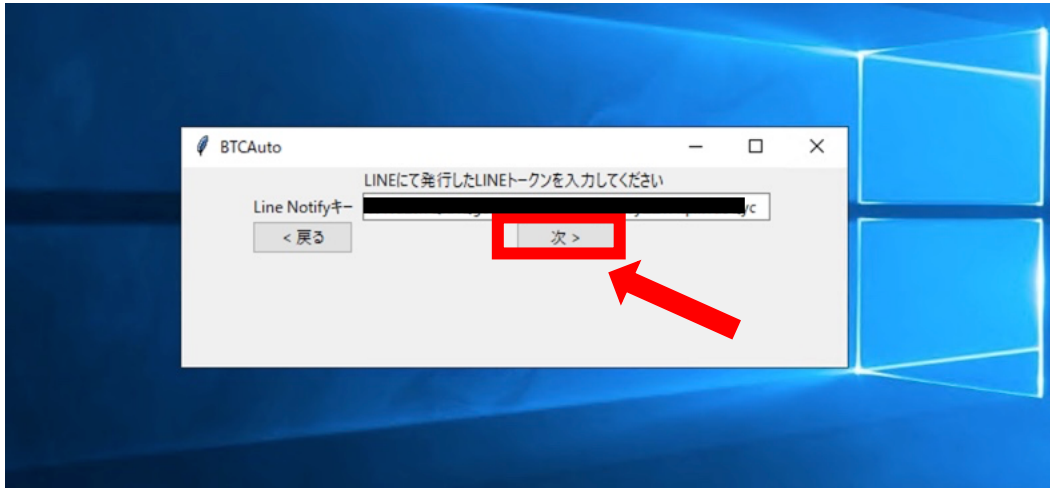 BTCAuto
LINEにて発行したLINEトークンを入力してください
Line Notifyキー
yc
< 戻る
次 >